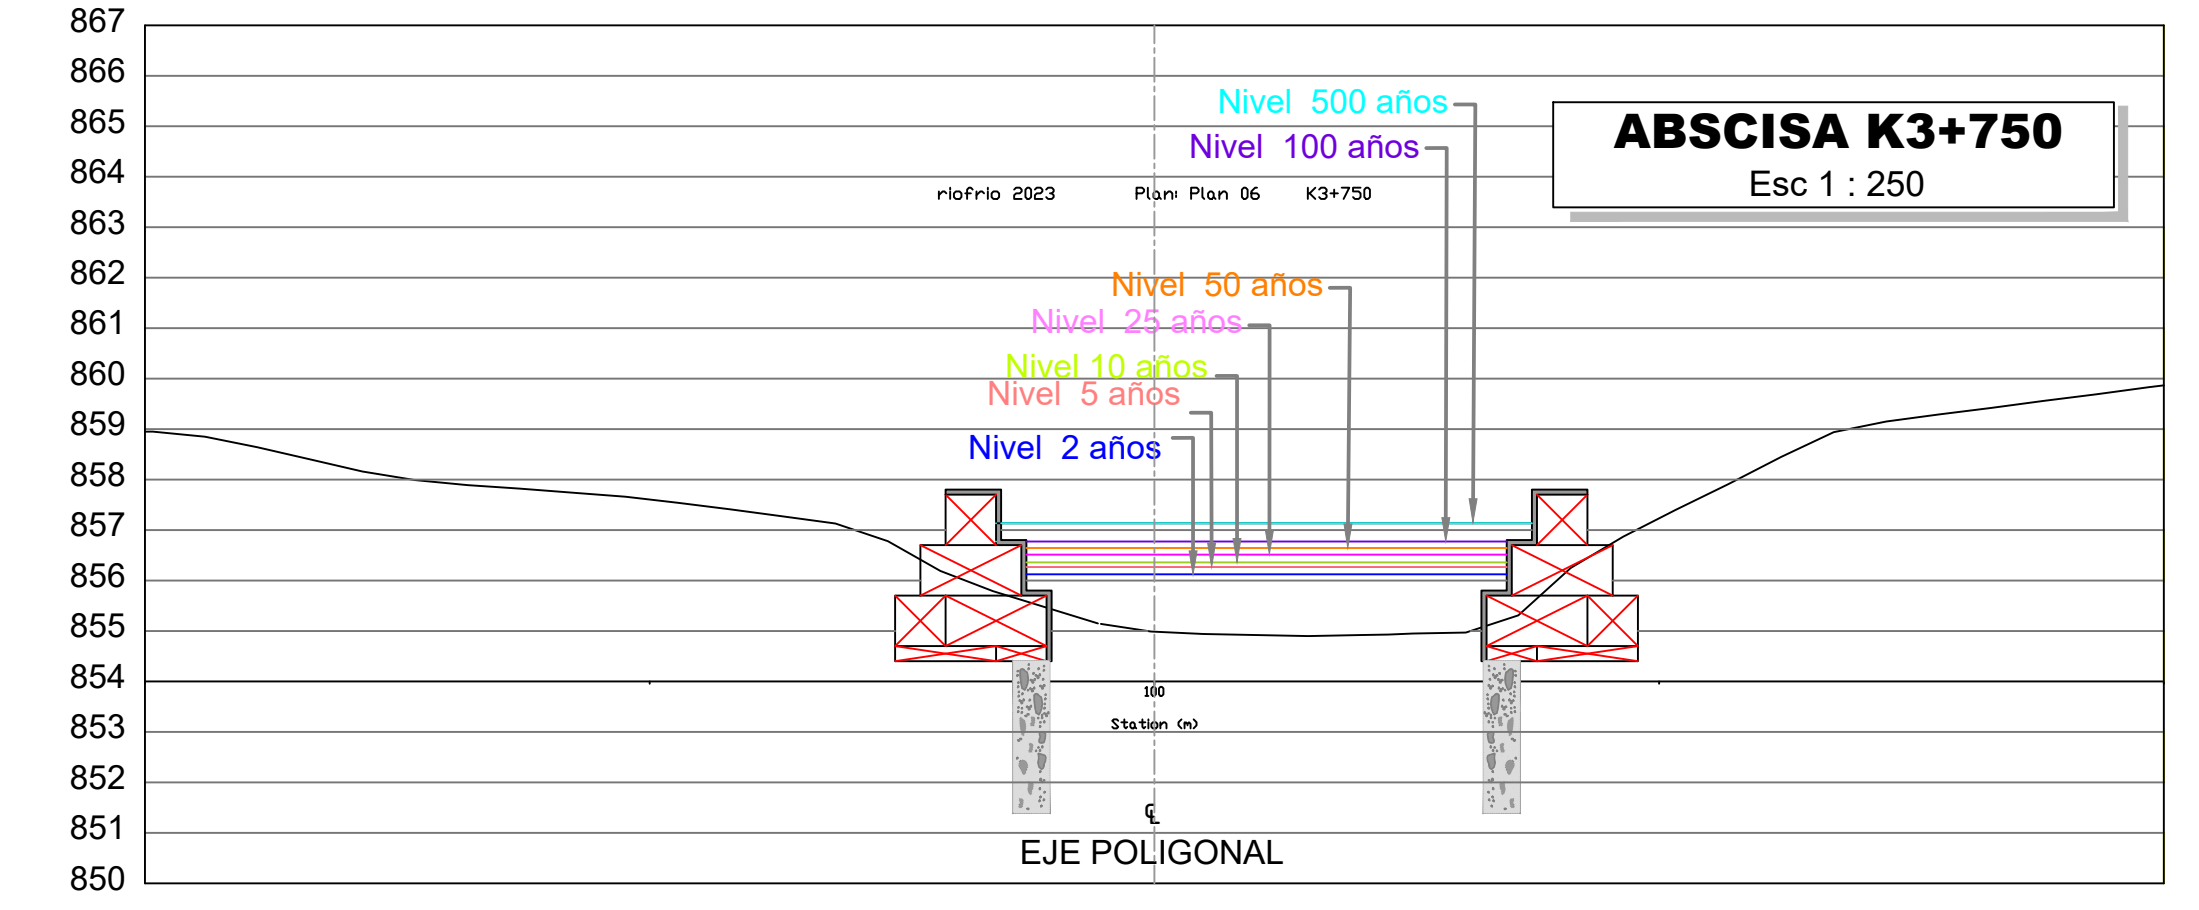 867
866
865
864
863
862
861
860
859
858
857
856
855
854
853
852
851
850
Nivel  500 años
Nivel  100 años
ABSCISA K3+750
Esc 1 : 250
riofrio 2023 Plan: Plan 06 K3+750
Nivel  50 años
Nivel  25 años
Nivel 10 años
Nivel  5 años
Nivel  2 años
100
Station (m)
℄
EJE POLIGONAL